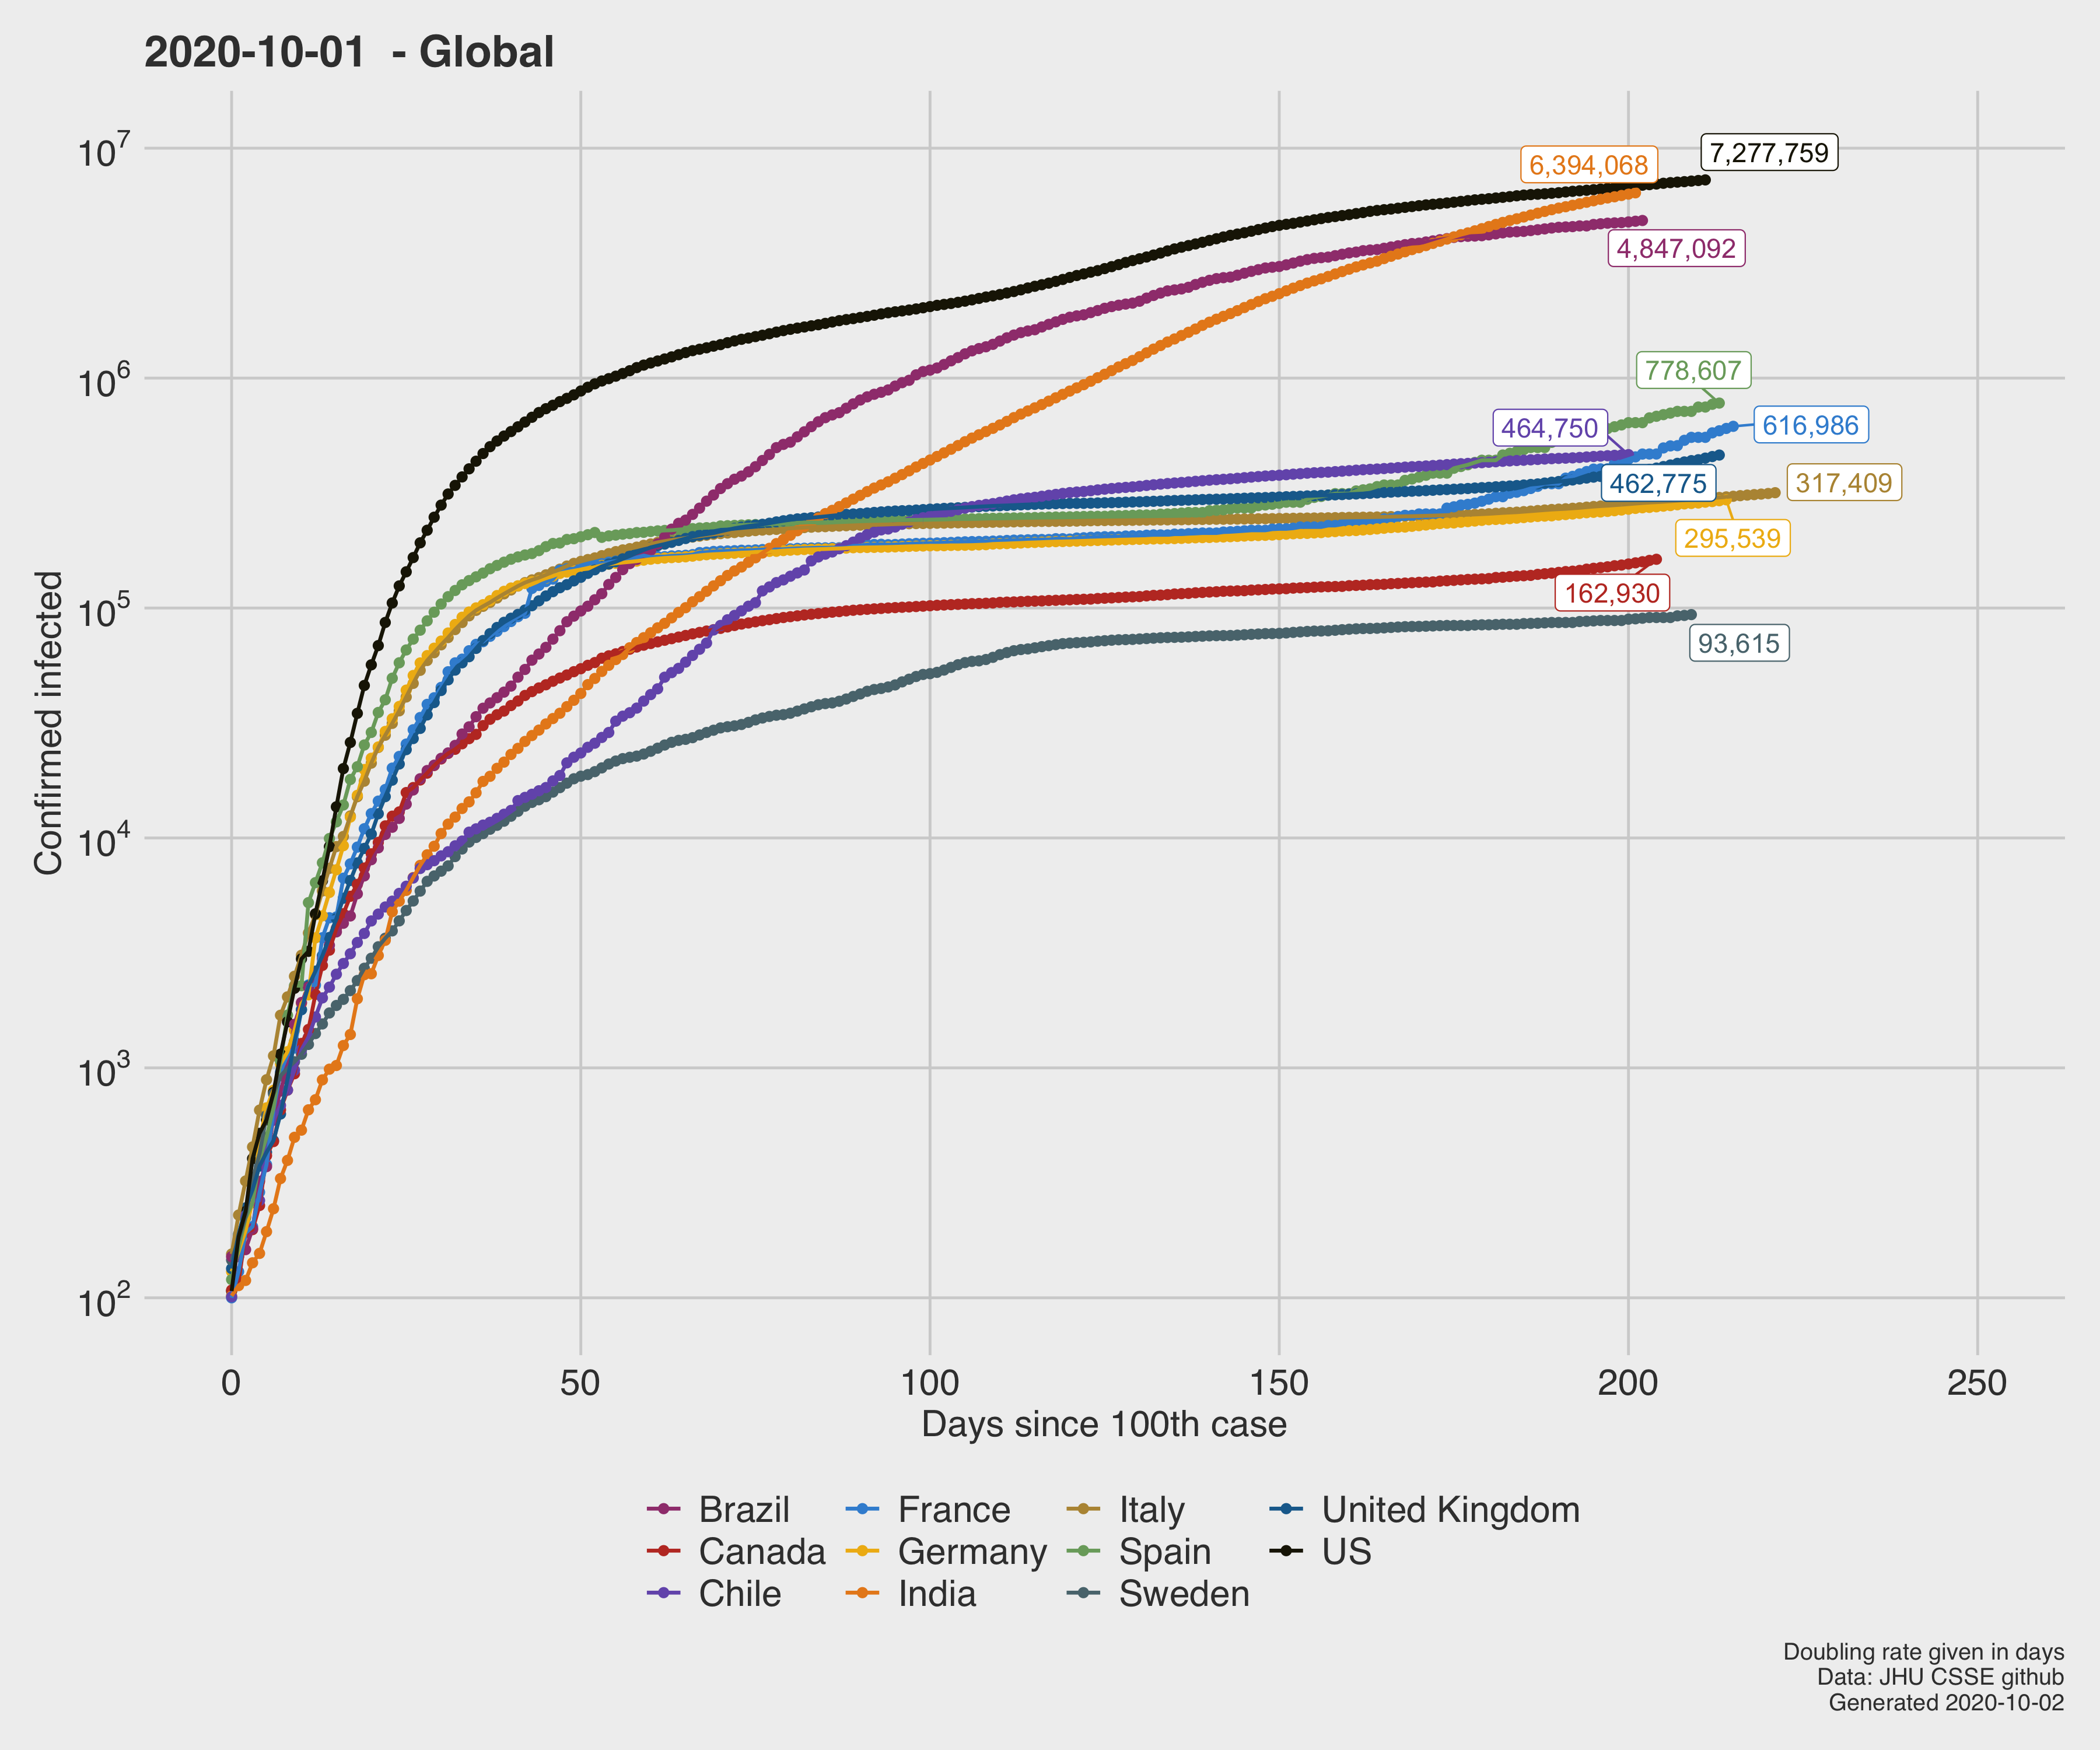 2020-10-01 - Global
Confirmed infected
10^7
10^6
10^5
10^4
10^3
10^2
6,394,068
7,277,759
4,847,092
778,607
464,750
616,986
462,775
317,409
295,539
162,930
93,615
0 50 100 150 200 250
Days since 100th case
Brazil France Italy United Kingdom
Canada Germany Spain US
Chile India Sweden
Doubling rate given in days
Data: JHU CSSE github
Generated 2020-10-02